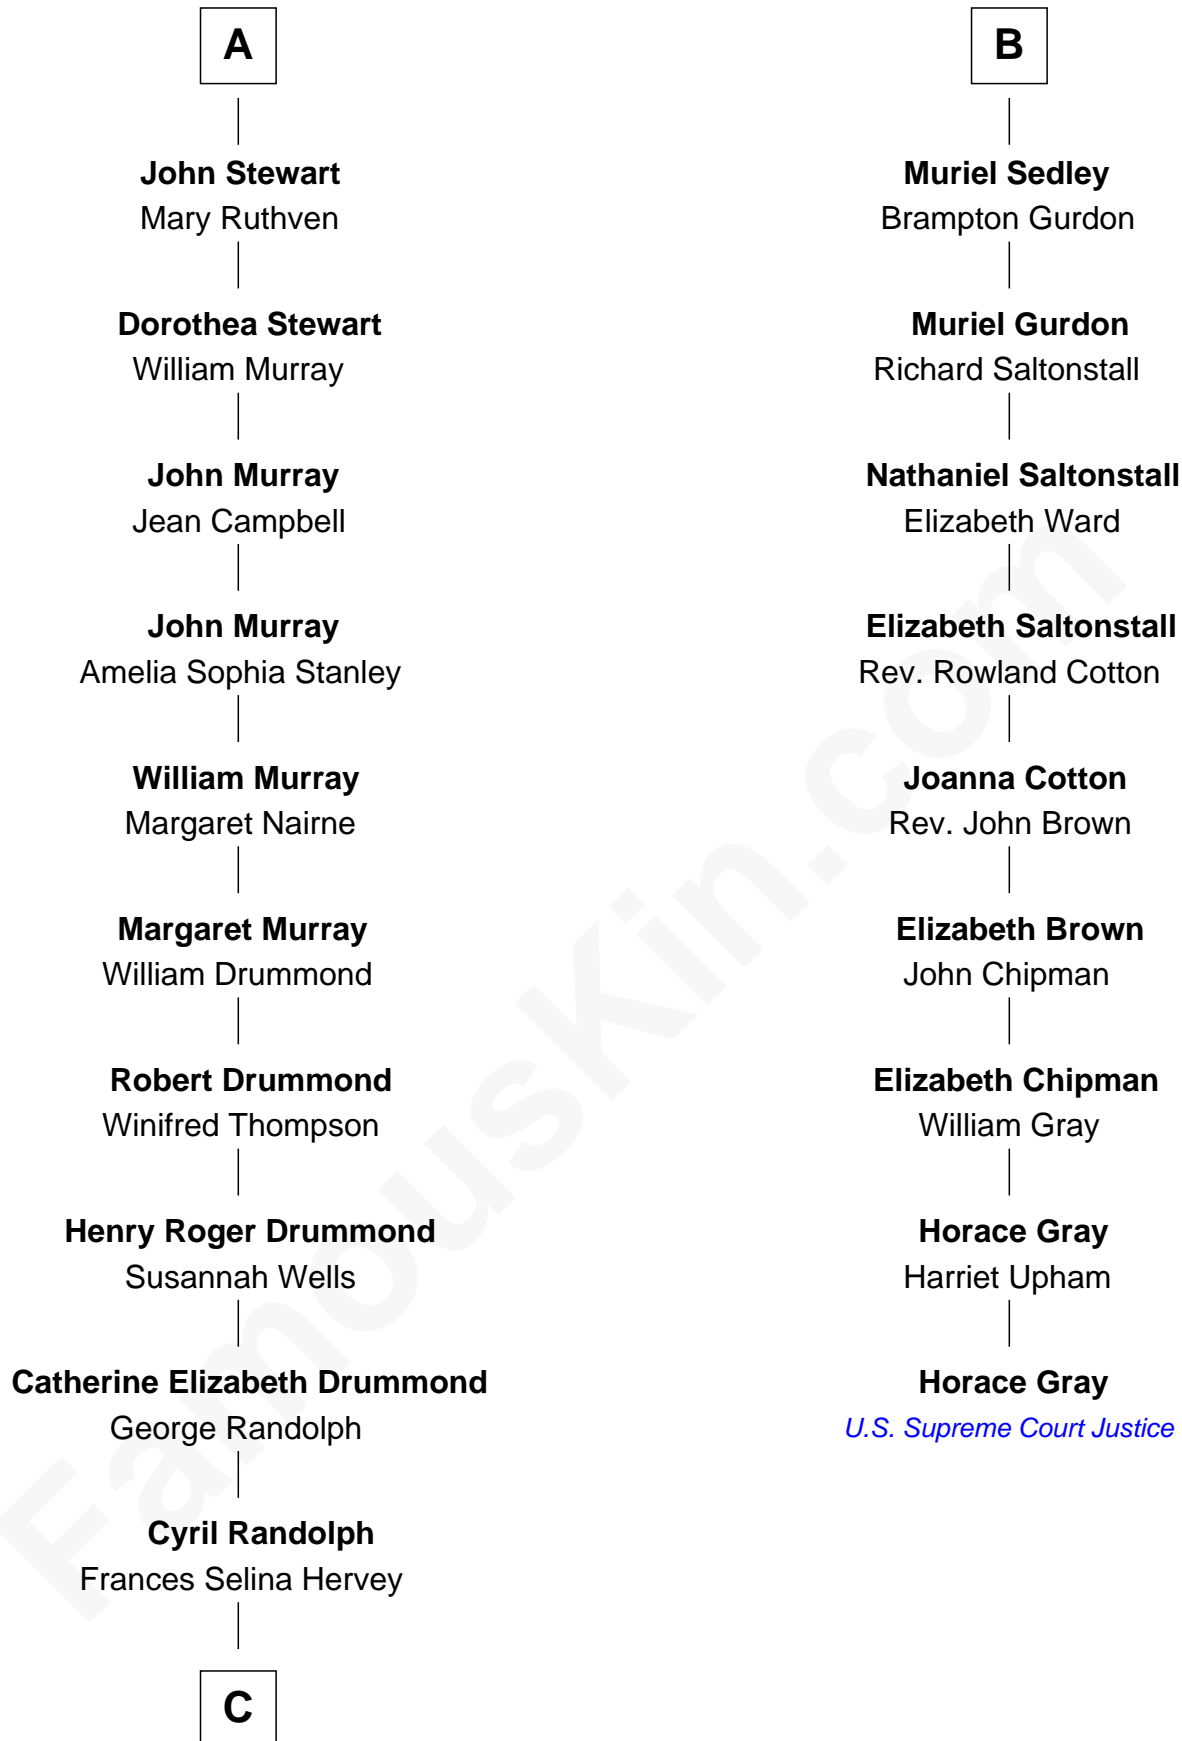 A
John Stewart
Mary Ruthven
Dorothea Stewart
William Murray
John Murray
Jean Campbell
John Murray
Amelia Sophia Stanley
William Murray
Margaret Nairne
Margaret Murray
William Drummond
Robert Drummond
Winifred Thompson
Henry Roger Drummond
Susannah Wells
Catherine Elizabeth Drummond
George Randolph
Cyril Randolph
Frances Selina Hervey
C
B
Muriel Sedley
Brampton Gurdon
Muriel Gurdon
Richard Saltonstall
Nathaniel Saltonstall
Elizabeth Ward
Elizabeth Saltonstall
Rev. Rowland Cotton
Joanna Cotton
Rev. John Brown
Elizabeth Brown
John Chipman
Elizabeth Chipman
William Gray
Horace Gray
Harriet Upham
Horace Gray
U.S. Supreme Court Justice
FamousKin.com